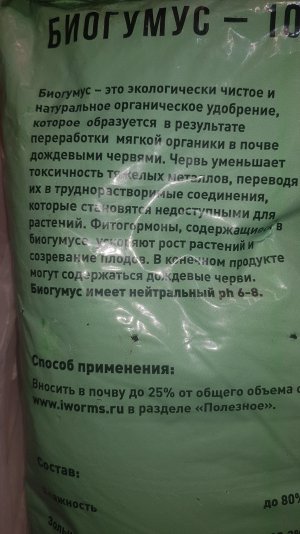 БИОГУМУС – 10
Биогумус – это экологически чистое и
натуральное органическое удобрение,
которое образуется в результате
переработки мягкой органики в почве
дождевыми червями. Червь уменьшает
токсичность тяжелых металлов, переводя
их в труднорастворимые соединения,
которые становятся недоступными для
растений. Фитогормоны, содержащиеся в
биогумусе, ускоряют рост растений и
созревание плодов. В конечном продукте
могут содержаться дождевые черви.
Биогумус имеет нейтральный ph 6-8.
Способ применения:
Вносить в почву до 25% от общего объема
www.iworms.ru в разделе «Полезное».
Состав:
Влажность до 80%